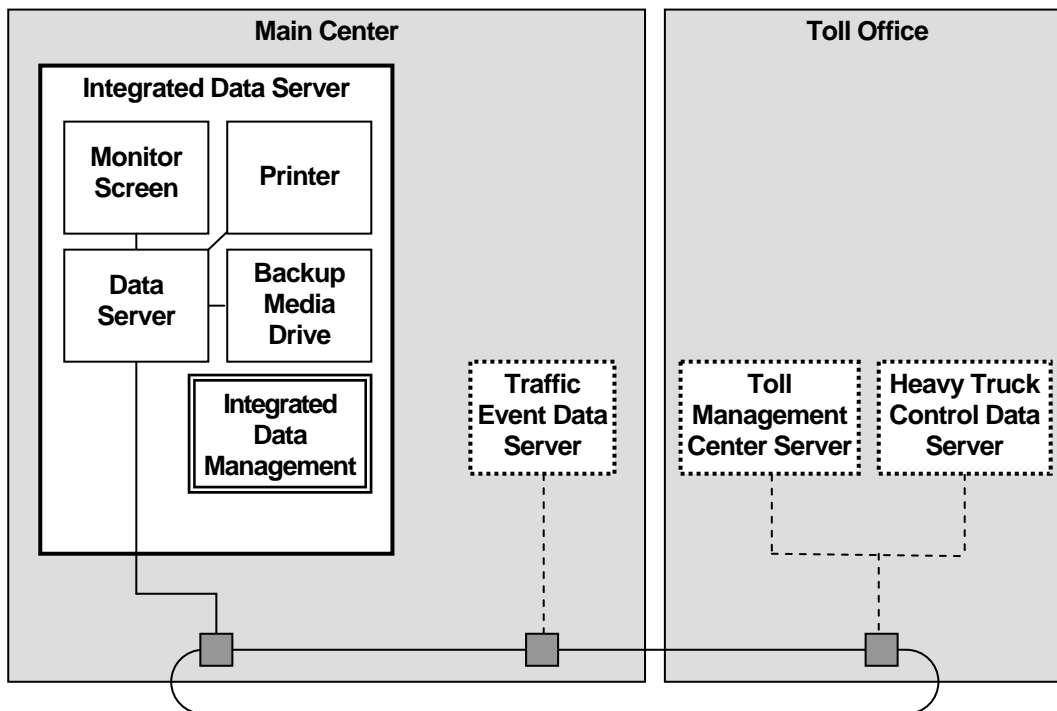 Main Center
Toll Office
Integrated Data Server
Monitor
Screen
Printer
Data
Server
Backup
Media
Drive
Integrated
Data
Management
Traffic
Event Data
Server
Toll
Management
Center Server
Heavy Truck
Control Data
Server